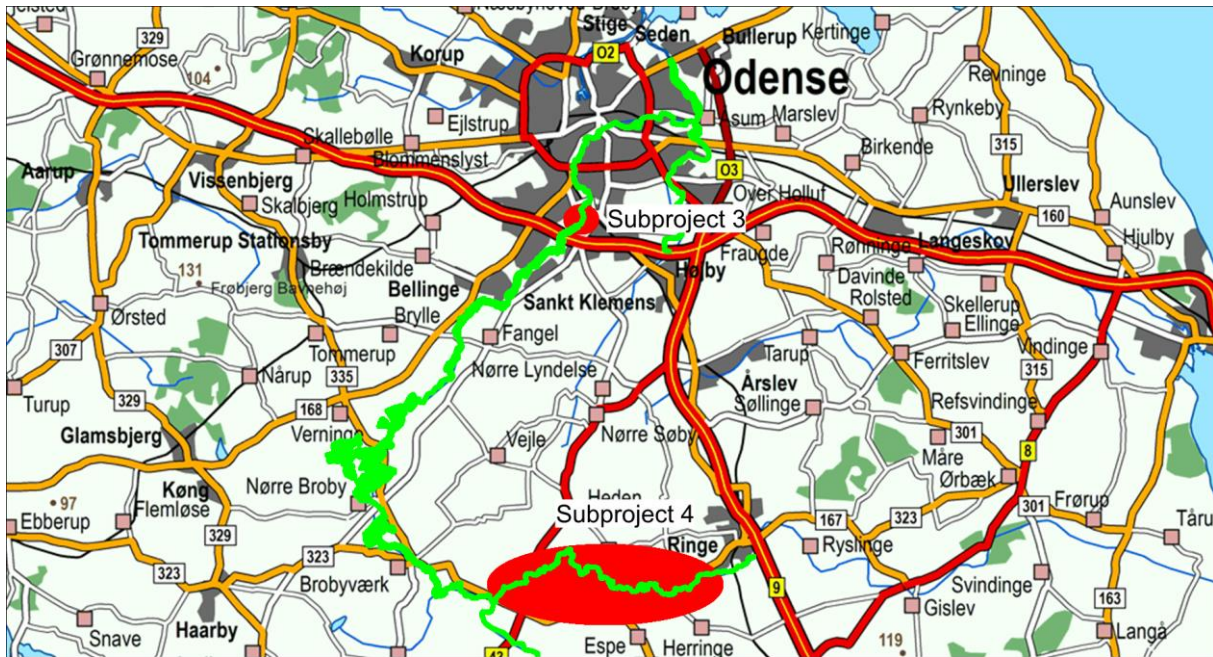 Næsbyhoved-Broby
Stige
Seden
Bullerup
Kertinge
329
Korup
O2
Grønnemose
104
Odense
Revninge
Ejlstrup
Åsum
Marslev
Rynkeby
Skallebølle
Blommenslyst
Birkende
315
Aarup
Vissenbjerg
Holmstrup
O3
Over Holluf
Ullerslev
Skalbjerg
Subproject 3
160
Aunslev
Tommerup Stationsby
Fraugde
Rønninge
Langeskov
Hjulby
131
Brændekilde
Højby
Davinde
Frøbjerg Bavnehøj
Bellinge
Sankt Klemens
Rolsted
Skellerup
Ørsted
Brylle
Fangel
Ellinge
307
Tommerup
Tarup
Ferritslev
Vindinge
335
Nørre Lyndelse
315
Turup
Nårup
Årslev
329
168
Søllinge
Refsvindinge
Verninge
Nørre Søby
301
Glamsbjerg
Vejle
Måre
8
Køng
Ørbæk
97
Nørre Broby
Heden
Ebberup
Flemløse
Subproject 4
167
323
301
Frørup
329
323
Ringe
Ryslinge
323
Brobyværk
9
Svindinge
163
Haarby
Gislev
Snave
Espe
Herringe
119
Langå
43